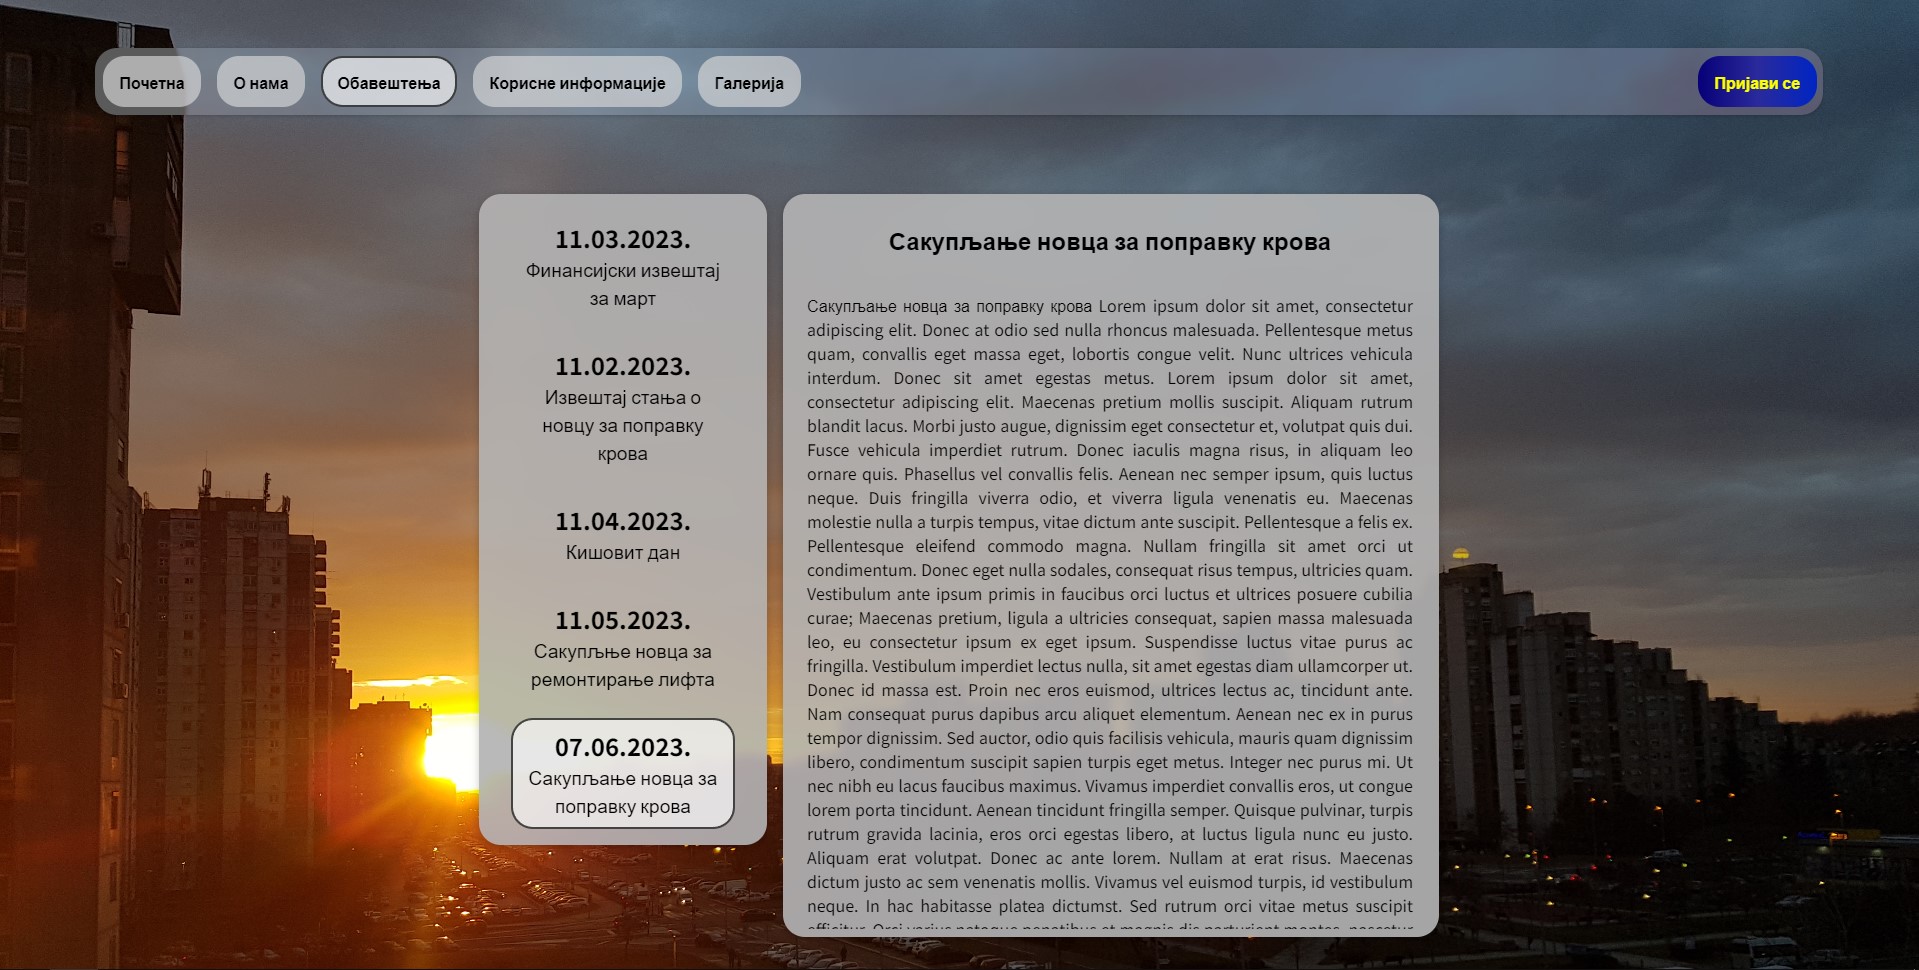 Почетна
О нама
Обавештења
Корисне информације
Галерија
Пријави се
11.03.2023.
Финансијски извештај
за март
11.02.2023.
Извештај стања о
новцу за поправку
крова
11.04.2023.
Кишовит дан
11.05.2023.
Сакупљње новца за
ремонтирање лифта
07.06.2023.
Сакупљање новца за
поправку крова
Сакупљање новца за поправку крова
Сакупљање новца за поправку крова Lorem ipsum dolor sit amet, consectetur
adipiscing elit. Donec at odio sed nulla rhoncus malesuada. Pellentesque metus
quam, convallis eget massa eget, lobortis congue velit. Nunc ultrices vehicula
interdum. Donec sit amet egestas metus. Lorem ipsum dolor sit amet,
consectetur adipiscing elit. Maecenas pretium mollis suscipit. Aliquam rutrum
blandit lacus. Morbi justo augue, dignissim eget consectetur et, volutpat quis dui.
Fusce vehicula imperdiet rutrum. Donec iaculis magna risus, in aliquam leo
ornare quis. Phasellus vel convallis felis. Aenean nec semper ipsum, quis luctus
neque. Duis fringilla viverra odio, et viverra ligula venenatis eu. Maecenas
molestie nulla a turpis tempus, vitae dictum ante suscipit. Pellentesque a felis ex.
Pellentesque eleifend commodo magna. Nullam fringilla sit amet orci ut
condimentum. Donec eget nulla sodales, consequat risus tempus, ultricies quam.
Vestibulum ante ipsum primis in faucibus orci luctus et ultrices posuere cubilia
curae; Maecenas pretium, ligula a ultricies consequat, sapien massa malesuada
leo, eu consectetur ipsum ex eget ipsum. Suspendisse luctus vitae purus ac
fringilla. Vestibulum imperdiet lectus nulla, sit amet egestas diam ullamcorper ut.
Donec id massa est. Proin nec eros euismod, ultrices lectus ac, tincidunt ante.
Nam consequat purus dapibus arcu aliquet elementum. Aenean nec ex in purus
tempor dignissim. Sed auctor, odio quis facilisis vehicula, mauris quam dignissim
libero, condimentum suscipit sapien turpis eget metus. Integer nec purus mi. Ut
nec nibh eu lacus faucibus maximus. Vivamus imperdiet convallis eros, ut congue
lorem porta tincidunt. Aenean tincidunt fringilla semper. Quisque pulvinar, turpis
rutrum gravida lacinia, eros orci egestas libero, at luctus ligula nunc eu justo.
Aliquam erat volutpat. Donec ac ante lorem. Nullam at erat risus. Maecenas
dictum justo ac sem venenatis mollis. Vivamus vel euismod turpis, id vestibulum
neque. In hac habitasse platea dictumst. Sed rutrum orci vitae metus suscipit